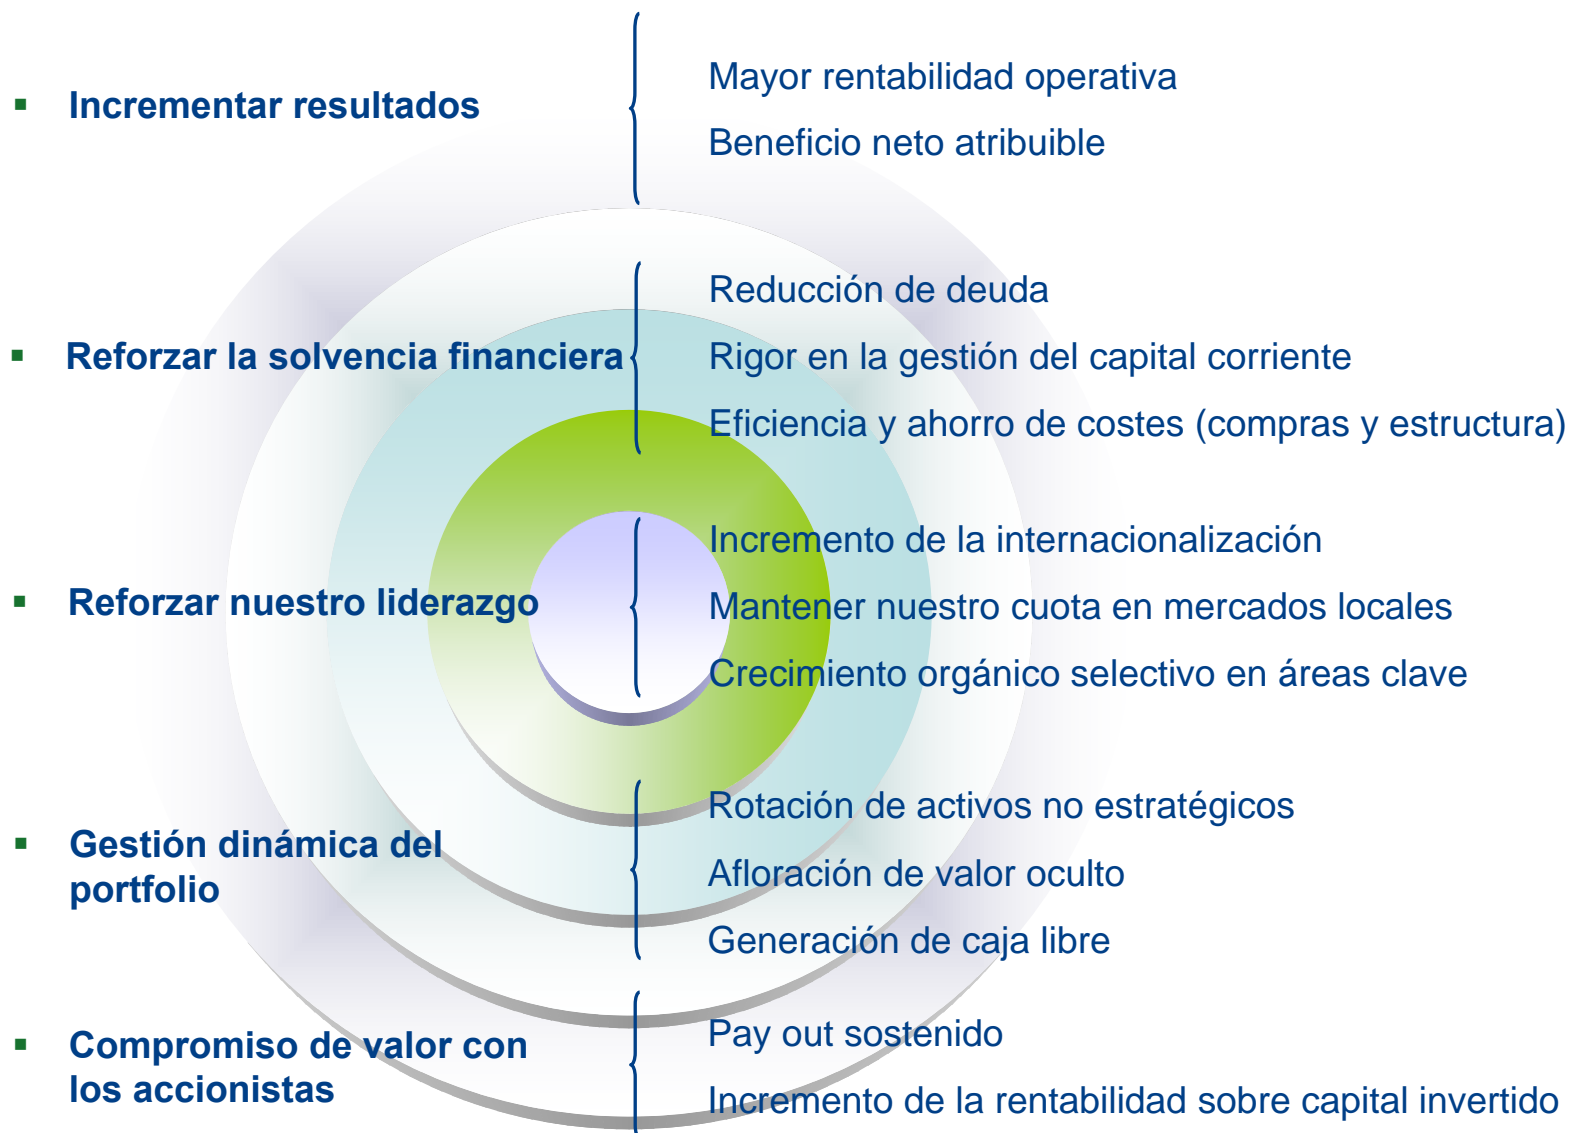 Incrementar resultados
Mayor rentabilidad operativa
Beneficio neto atribuible
Reforzar la solvencia financiera
Reducción de deuda
Rigor en la gestión del capital corriente
Eficiencia y ahorro de costes (compras y estructura)
Reforzar nuestro liderazgo
Incremento de la internacionalización
Mantener nuestro cuota en mercados locales
Crecimiento orgánico selectivo en áreas clave
Gestión dinámica del
portfolio
Rotación de activos no estratégicos
Afloración de valor oculto
Generación de caja libre
Compromiso de valor con
los accionistas
Pay out sostenido
Incremento de la rentabilidad sobre capital invertido